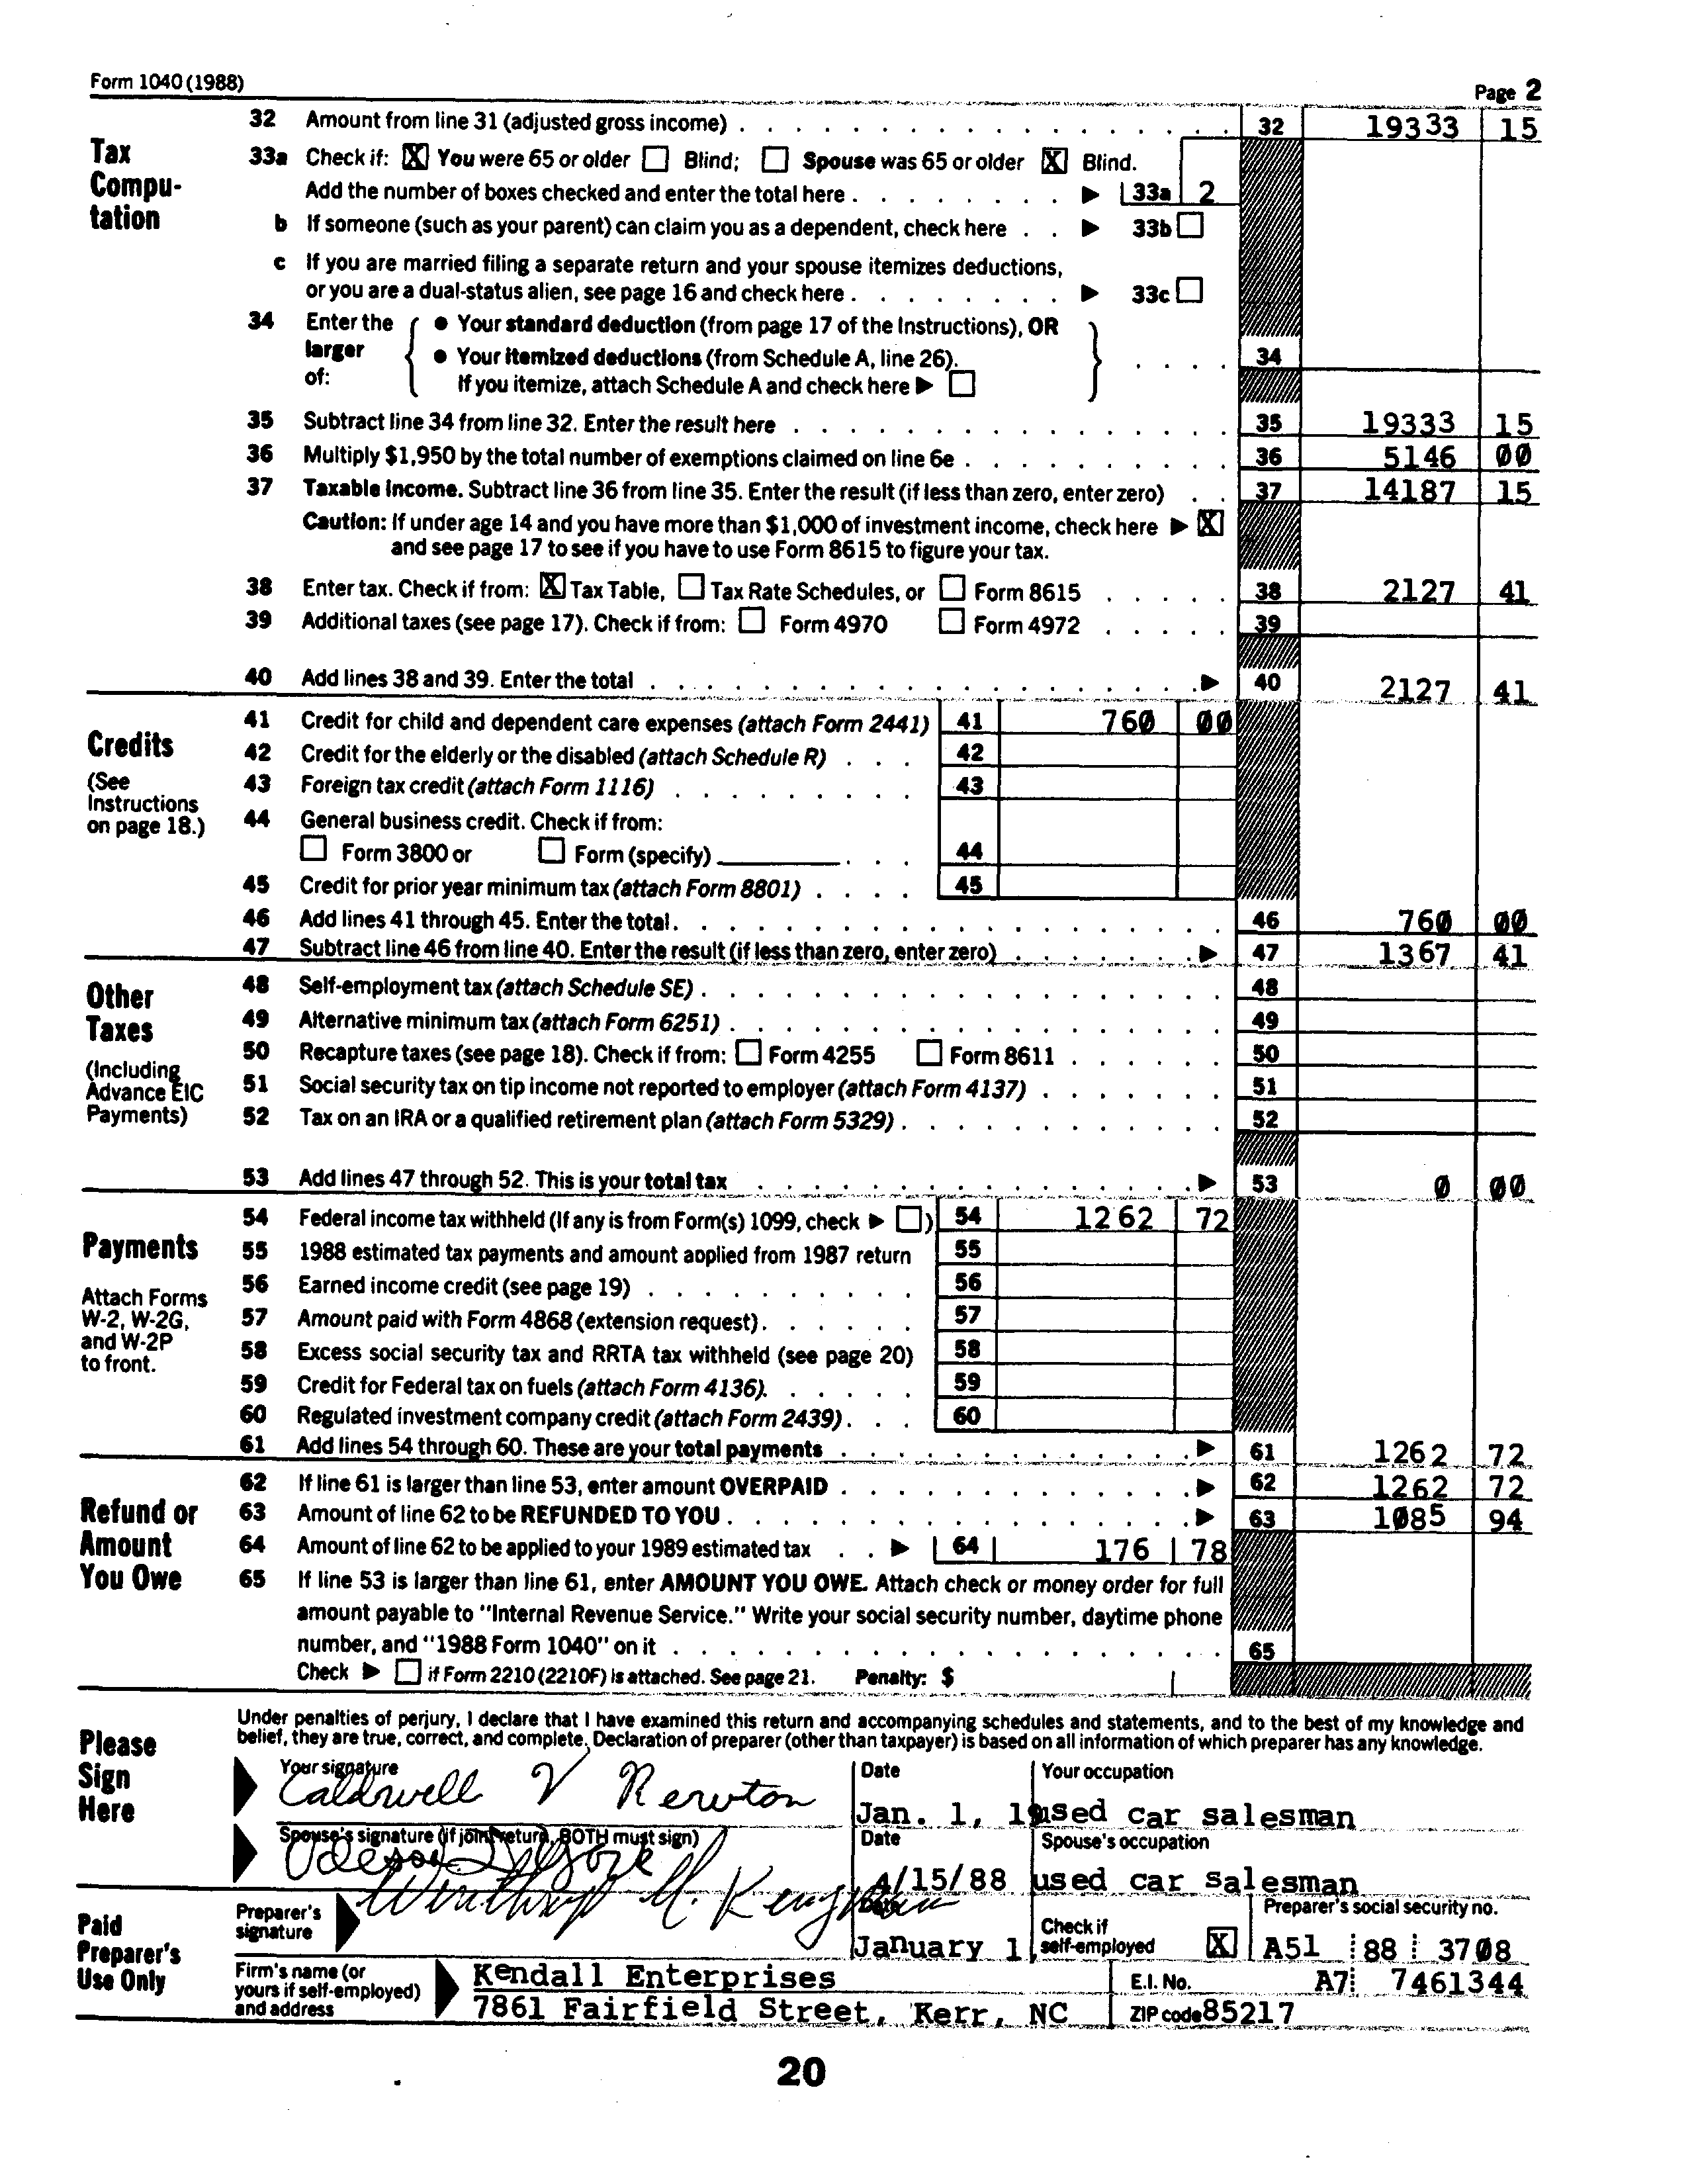 Form 1040 (1988) Page 2
Tax Compu-tation
32 Amount from line 31 (adjusted gross income) 32 19333 15
33a Check if: X You were 65 or older Blind; Spouse was 65 or older X Blind.
Add the number of boxes checked and enter the total here 33a 2
b If someone (such as your parent) can claim you as a dependent, check here 33b
c If you are married filing a separate return and your spouse itemizes deductions,
or you are a dual-status alien, see page 16 and check here 33c
34 Enter the larger of: • Your standard deduction (from page 17 of the Instructions), OR
• Your itemized deductions (from Schedule A, line 26). 34
If you itemize, attach Schedule A and check here
35 Subtract line 34 from line 32. Enter the result here 35 19333 15
36 Multiply $1,950 by the total number of exemptions claimed on line 6e 36 5146 00
37 Taxable income. Subtract line 36 from line 35. Enter the result (if less than zero, enter zero) 37 14187 15
Caution: If under age 14 and you have more than $1,000 of investment income, check here X
and see page 17 to see if you have to use Form 8615 to figure your tax.
38 Enter tax. Check if from: X Tax Table, Tax Rate Schedules, or Form 8615 38 2127 41
39 Additional taxes (see page 17). Check if from: Form 4970 Form 4972 39
40 Add lines 38 and 39. Enter the total 40 2127 41
Credits
(See Instructions on page 18.)
41 Credit for child and dependent care expenses (attach Form 2441) 41 760 00
42 Credit for the elderly or the disabled (attach Schedule R) 42
43 Foreign tax credit (attach Form 1116) 43
44 General business credit. Check if from:
Form 3800 or Form (specify) 44
45 Credit for prior year minimum tax (attach Form 8801) 45
46 Add lines 41 through 45. Enter the total 46 760 00
47 Subtract line 46 from line 40. Enter the result (if less than zero, enter zero) 47 1367 41
Other Taxes
(Including Advance EIC Payments)
48 Self-employment tax (attach Schedule SE) 48
49 Alternative minimum tax (attach Form 6251) 49
50 Recapture taxes (see page 18). Check if from: Form 4255 Form 8611 50
51 Social security tax on tip income not reported to employer (attach Form 4137) 51
52 Tax on an IRA or a qualified retirement plan (attach Form 5329) 52
53 Add lines 47 through 52. This is your total tax 53 0 00
Payments
Attach Forms W-2, W-2G, and W-2P to front.
54 Federal income tax withheld (If any is from Form(s) 1099, check ) 54 1262 72
55 1988 estimated tax payments and amount applied from 1987 return 55
56 Earned income credit (see page 19) 56
57 Amount paid with Form 4868 (extension request) 57
58 Excess social security tax and RRTA tax withheld (see page 20) 58
59 Credit for Federal tax on fuels (attach Form 4136) 59
60 Regulated investment company credit (attach Form 2439) 60
61 Add lines 54 through 60. These are your total payments 61 1262 72
Refund or Amount You Owe
62 If line 61 is larger than line 53, enter amount OVERPAID 62 1262 72
63 Amount of line 62 to be REFUNDED TO YOU 63 1085 94
64 Amount of line 62 to be applied to your 1989 estimated tax 64 176 78
65 If line 53 is larger than line 61, enter AMOUNT YOU OWE. Attach check or money order for full
amount payable to "Internal Revenue Service." Write your social security number, daytime phone
number, and "1988 Form 1040" on it 65
Check if Form 2210 (2210F) is attached. See page 21. Penalty: $
Please Sign Here
Under penalties of perjury, I declare that I have examined this return and accompanying schedules and statements, and to the best of my knowledge and
belief, they are true, correct, and complete. Declaration of preparer (other than taxpayer) is based on all information of which preparer has any knowledge.
Your signature Date Your occupation
Caldwell V Newton Jan. 1, 19 used car salesman
Spouse's signature (if joint return, BOTH must sign) Date Spouse's occupation
4/15/88 used car salesman
Paid Preparer's Use Only
Preparer's signature Winthrop M. Date January 1 Check if self-employed X Preparer's social security no. A51 88 3708
Firm's name (or yours if self-employed) and address Kendall Enterprises E.I. No. A7 7461344
7861 Fairfield Street, Kerr, NC ZIP code 85217
20